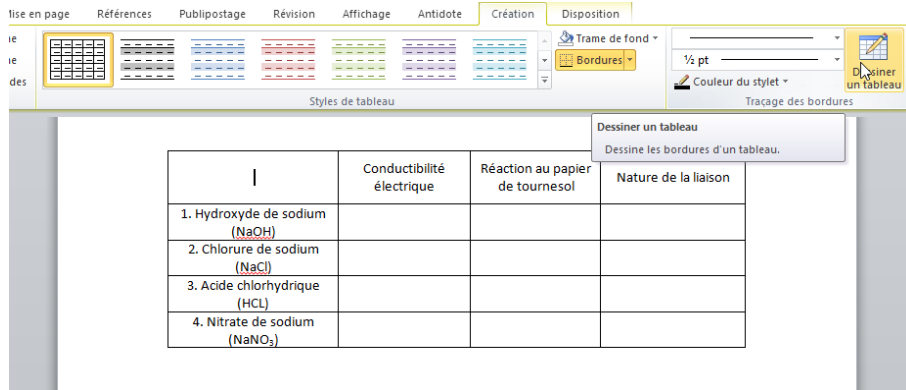 Mise en page Références Publipostage Révision Affichage Antidote Création Disposition
Trame de fond
Bordures
½ pt
Couleur du stylet
Dessiner
un tableau
Styles de tableau
Traçage des bordures
Dessiner un tableau
Dessine les bordures d'un tableau.
Conductibilité
électrique
Réaction au papier
de tournesol
Nature de la liaison
1. Hydroxyde de sodium
(NaOH)
2. Chlorure de sodium
(NaCl)
3. Acide chlorhydrique
(HCL)
4. Nitrate de sodium
(NaNO₃)